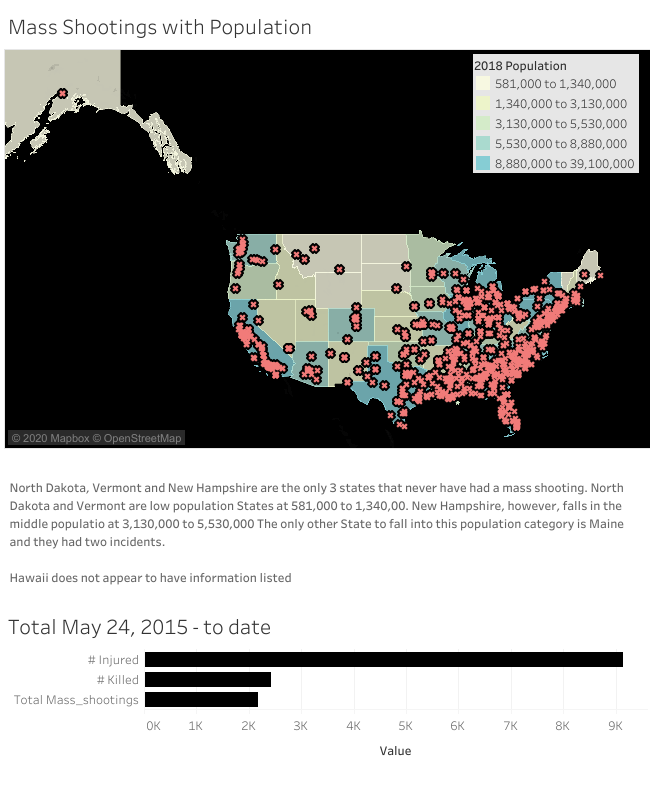 Mass Shootings with Population
2018 Population
581,000 to 1,340,000
1,340,000 to 3,130,000
3,130,000 to 5,530,000
5,530,000 to 8,880,000
8,880,000 to 39,100,000
© 2020 Mapbox © OpenStreetMap
North Dakota, Vermont and New Hampshire are the only 3 states that never have had a mass shooting. North
Dakota and Vermont are low population States at 581,000 to 1,340,00. New Hampshire, however, falls in the
middle populatio at 3,130,000 to 5,530,000 The only other State to fall into this population category is Maine
and they had two incidents.
Hawaii does not appear to have information listed
Total May 24, 2015 - to date
# Injured
# Killed
Total Mass_shootings
0K 1K 2K 3K 4K 5K 6K 7K 8K 9K
Value